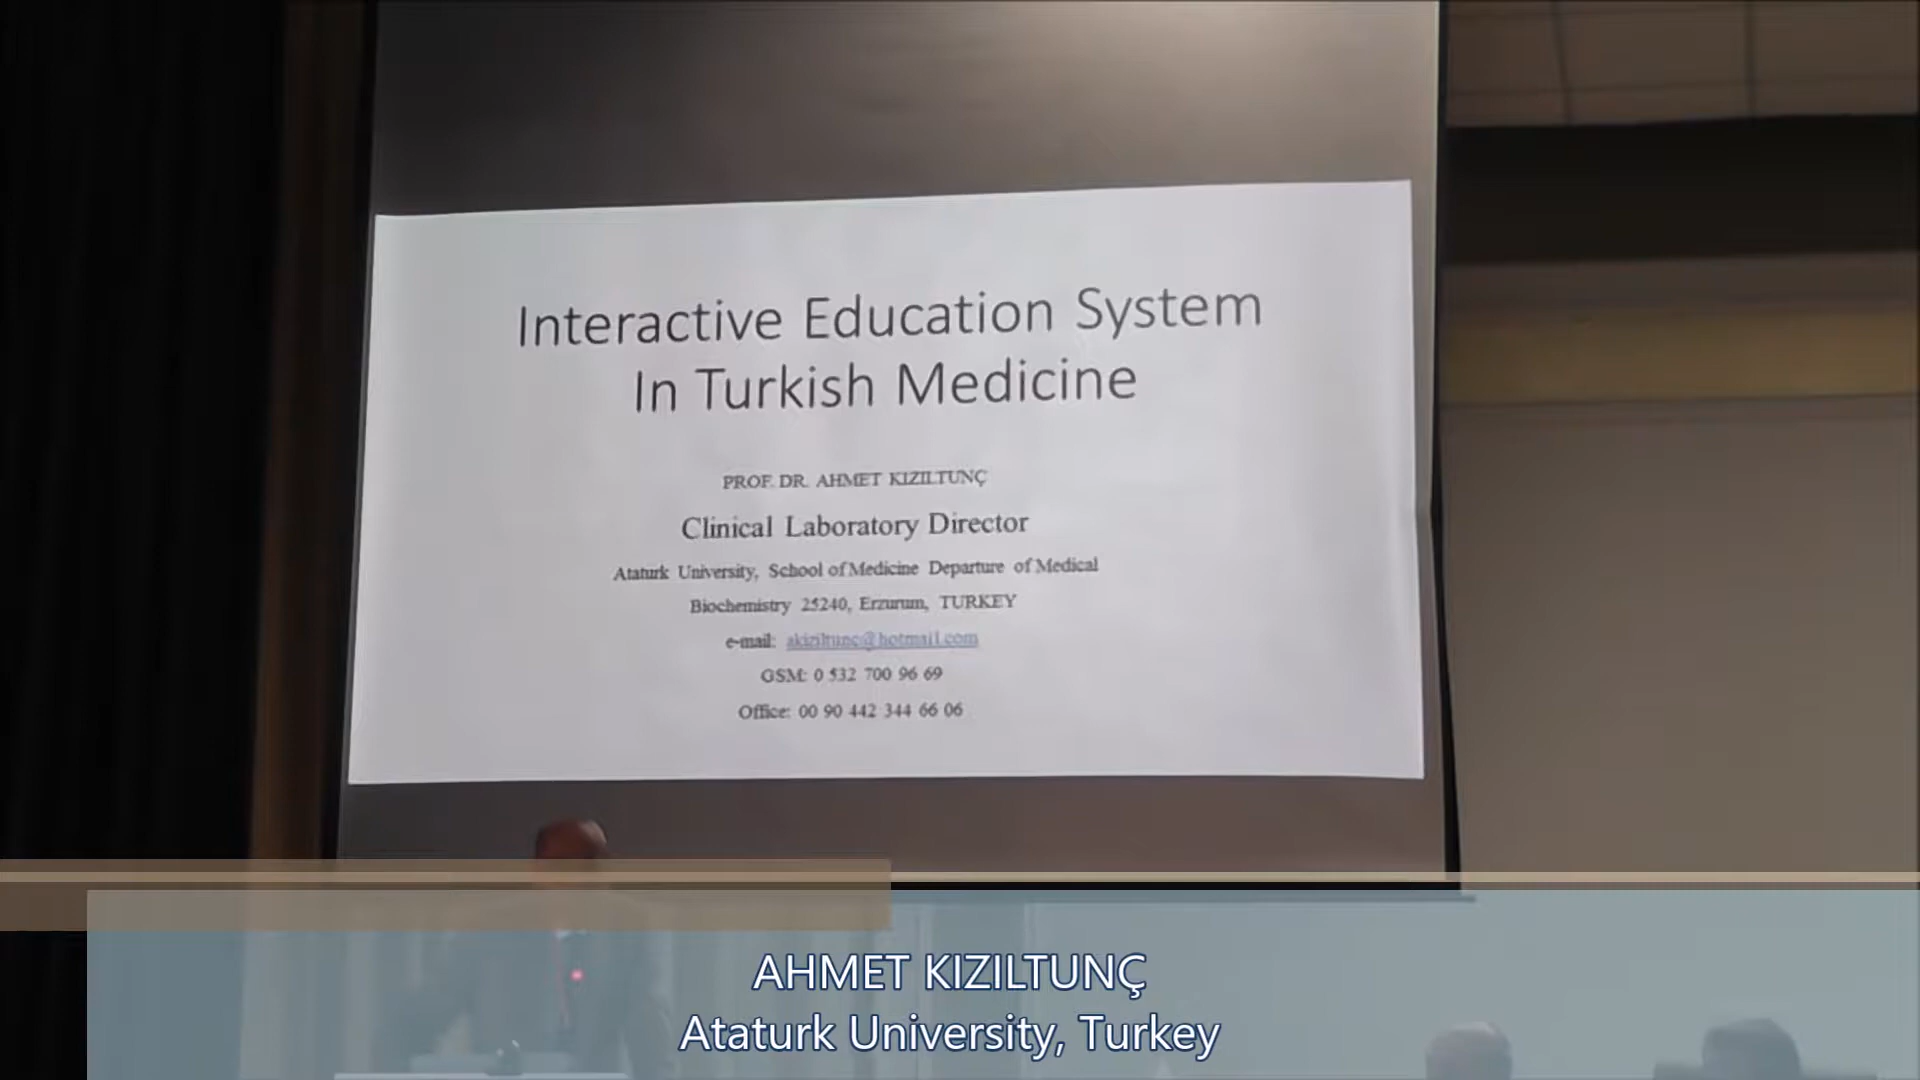 Interactive Education System
In Turkish Medicine
PROF. DR. AHMET KIZILTUNÇ
Clinical Laboratory Director
Ataturk University, School of Medicine Departure of Medical
Biochemistry 25240, Erzurum, TURKEY
e-mail: akiziltunc@hotmail.com
GSM: 0 532 700 96 69
Office: 00 90 442 344 66 06
AHMET KIZILTUNÇ
Ataturk University, Turkey